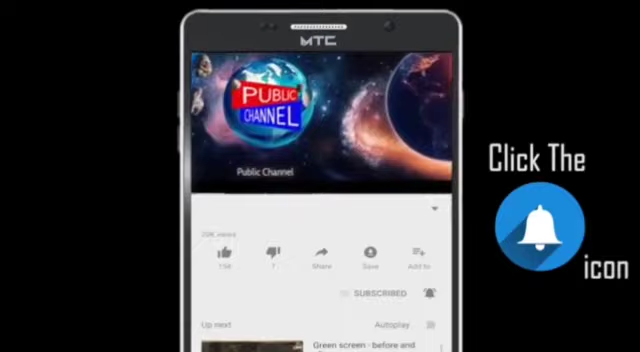 MTC
PUBLIC
CHANNEL
Public Channel
Click The
icon
Share
Save
Add to
SUBSCRIBED
Up next
Autoplay
Green screen - before and